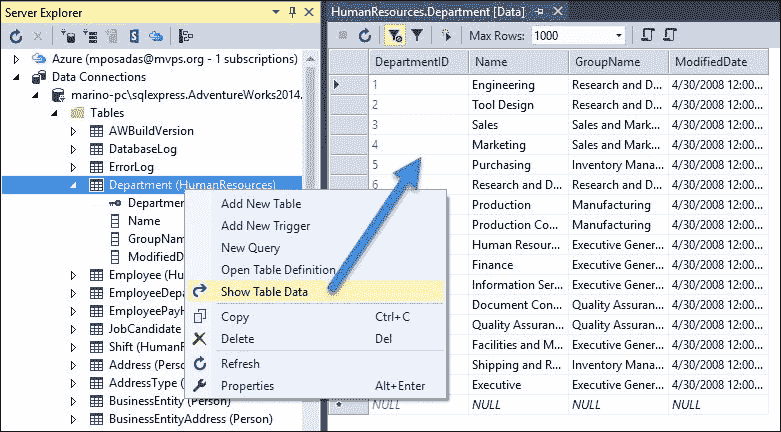 Server Explorer
Azure (mposadas@mvps.org - 1 subscriptions)
Data Connections
marino-pc\sqlexpress.AdventureWorks2014.
Tables
AWBuildVersion
DatabaseLog
ErrorLog
Department (HumanResources)
Departmen
Name
GroupNam
ModifiedD
Employee (Hu
EmployeeDepa
EmployeePayH
JobCandidate
Shift (HumanR
Address (Person
AddressType (
BusinessEntity (Person)
BusinessEntityAddress (Person)
Add New Table
Add New Trigger
New Query
Open Table Definition
Show Table Data
Copy Ctrl+C
Delete Del
Refresh
Properties Alt+Enter
HumanResources.Department [Data]
Max Rows: 1000
DepartmentID Name GroupName ModifiedDate
1 Engineering Research and D... 4/30/2008 12:00...
2 Tool Design Research and D... 4/30/2008 12:00...
3 Sales Sales and Mark... 4/30/2008 12:00...
4 Marketing Sales and Mark... 4/30/2008 12:00...
5 Purchasing Inventory Mana... 4/30/2008 12:00...
6 Research and D... Research and D... 4/30/2008 12:00...
Production Manufacturing 4/30/2008 12:00...
Production Co... Manufacturing 4/30/2008 12:00...
Human Resour... Executive Gener... 4/30/2008 12:00...
Finance Executive Gener... 4/30/2008 12:00...
Information Ser... Executive Gener... 4/30/2008 12:00...
Document Con... Quality Assuran... 4/30/2008 12:00...
Quality Assuran... Quality Assuran... 4/30/2008 12:00...
Facilities and M... Executive Gener... 4/30/2008 12:00...
Shipping and R... Inventory Mana... 4/30/2008 12:00...
Executive Executive Gener... 4/30/2008 12:00...
NULL NULL NULL